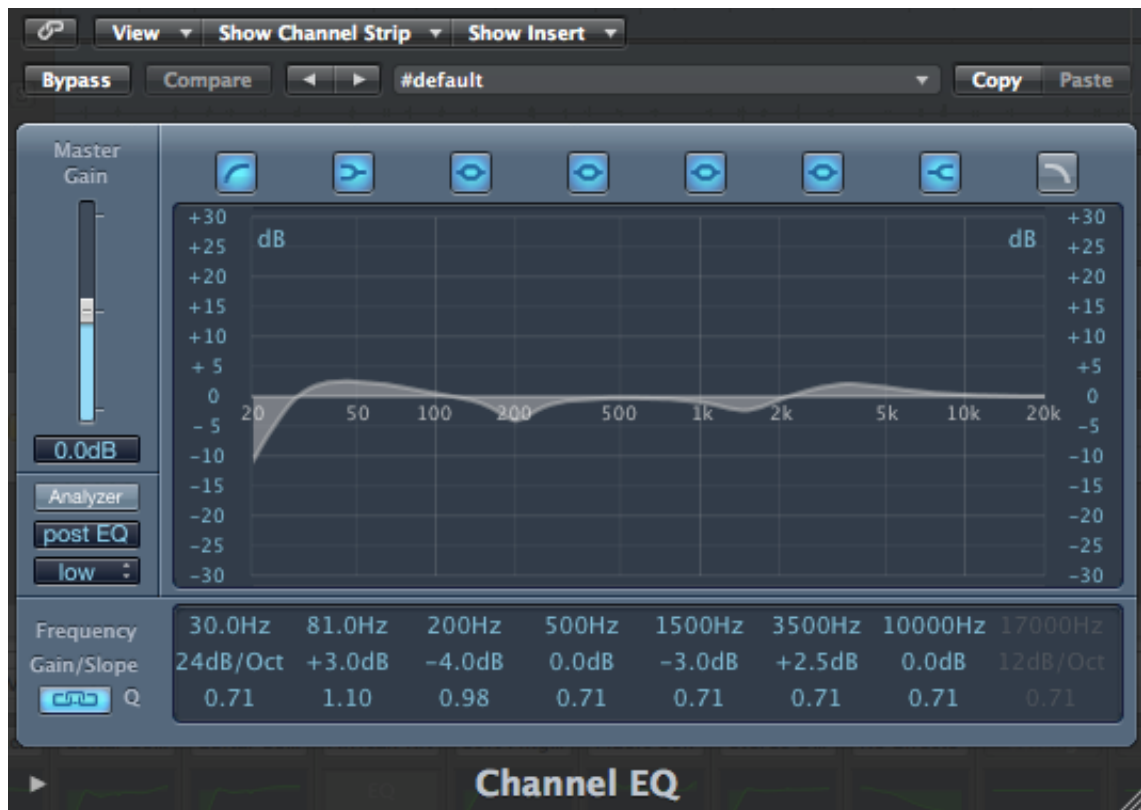 View Show Channel Strip Show Insert
Bypass Compare #default Copy Paste
Master
Gain
+30 +30
+25 dB dB +25
+20 +20
+15 +15
+10 +10
+ 5 +5
0 0
20 50 100 200 500 1k 2k 5k 10k 20k
- 5 -5
0.0dB
-10 -10
-15 -15
Analyzer
-20 -20
post EQ
-25 -25
low
-30 -30
Frequency 30.0Hz 81.0Hz 200Hz 500Hz 1500Hz 3500Hz 10000Hz 17000Hz
Gain/Slope 24dB/Oct +3.0dB -4.0dB 0.0dB -3.0dB +2.5dB 0.0dB 12dB/Oct
Q 0.71 1.10 0.98 0.71 0.71 0.71 0.71 0.71
EQ
Channel EQ